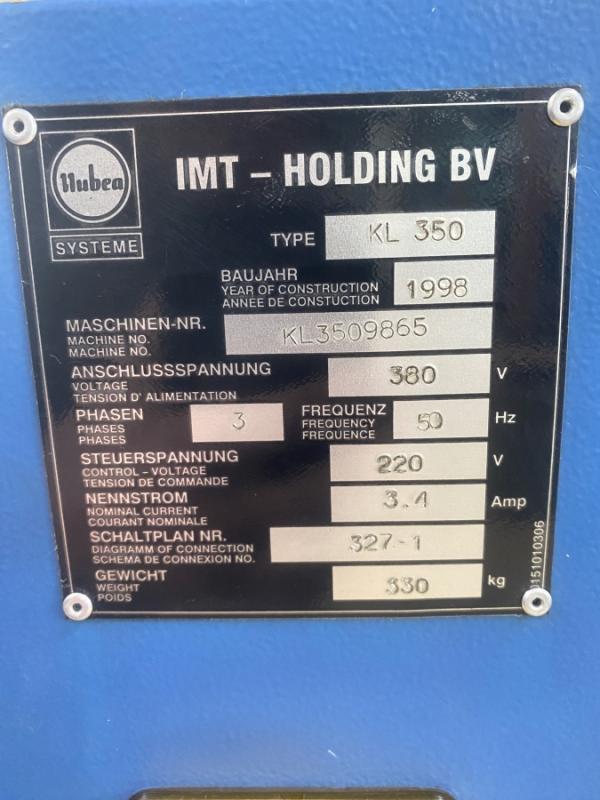 Nubea
SYSTEME
IMT – HOLDING BV
TYPE KL 350
BAUJAHR
YEAR OF CONSTRUCTION 1998
ANNÉE DE CONSTUCTION
MASCHINEN-NR.
MACHINE NO. KL3509865
MACHINE NO.
ANSCHLUSSSPANNUNG
VOLTAGE 380 V
TENSION D' ALIMENTATION
PHASEN FREQUENZ
PHASES 3 FREQUENCY 50 Hz
PHASES FREQUENCE
STEUERSPANNUNG
CONTROL – VOLTAGE 220 V
TENSION DE COMMANDE
NENNSTROM
NOMINAL CURRENT 3.4 Amp
COURANT NOMINALE
SCHALTPLAN NR.
DIAGRAMM OF CONNECTION 327-1
SCHEMA DE CONNEXION NO.
GEWICHT
WEIGHT 330 kg
POIDS
0151010306